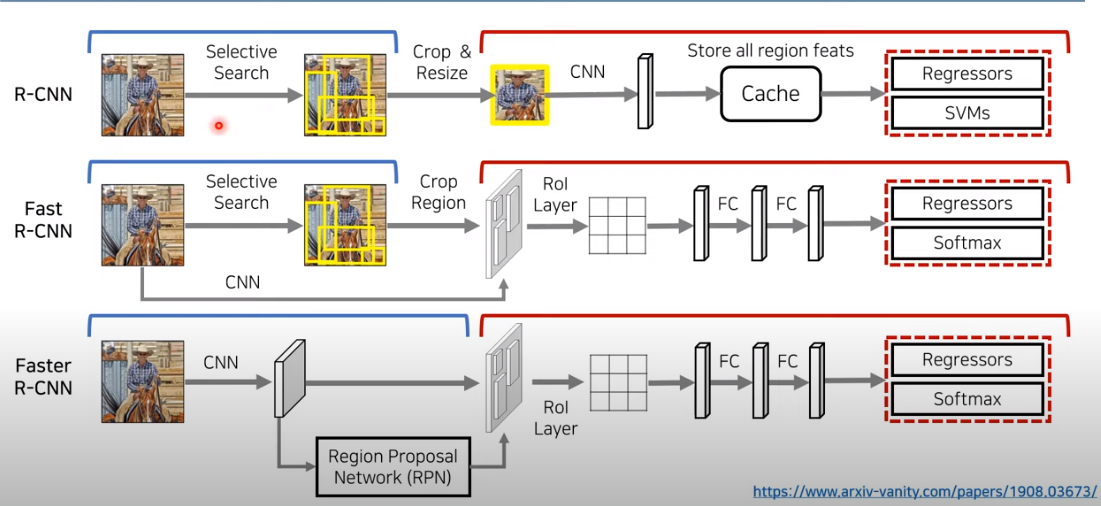 R-CNN
Selective
Search
Crop &
Resize
CNN
Store all region feats
Cache
Regressors
SVMs
Fast
R-CNN
Selective
Search
Crop
Region
CNN
RoI
Layer
FC
FC
Regressors
Softmax
Faster
R-CNN
CNN
Region Proposal
Network (RPN)
RoI
Layer
FC
FC
Regressors
Softmax
https://www.arxiv-vanity.com/papers/1908.03673/